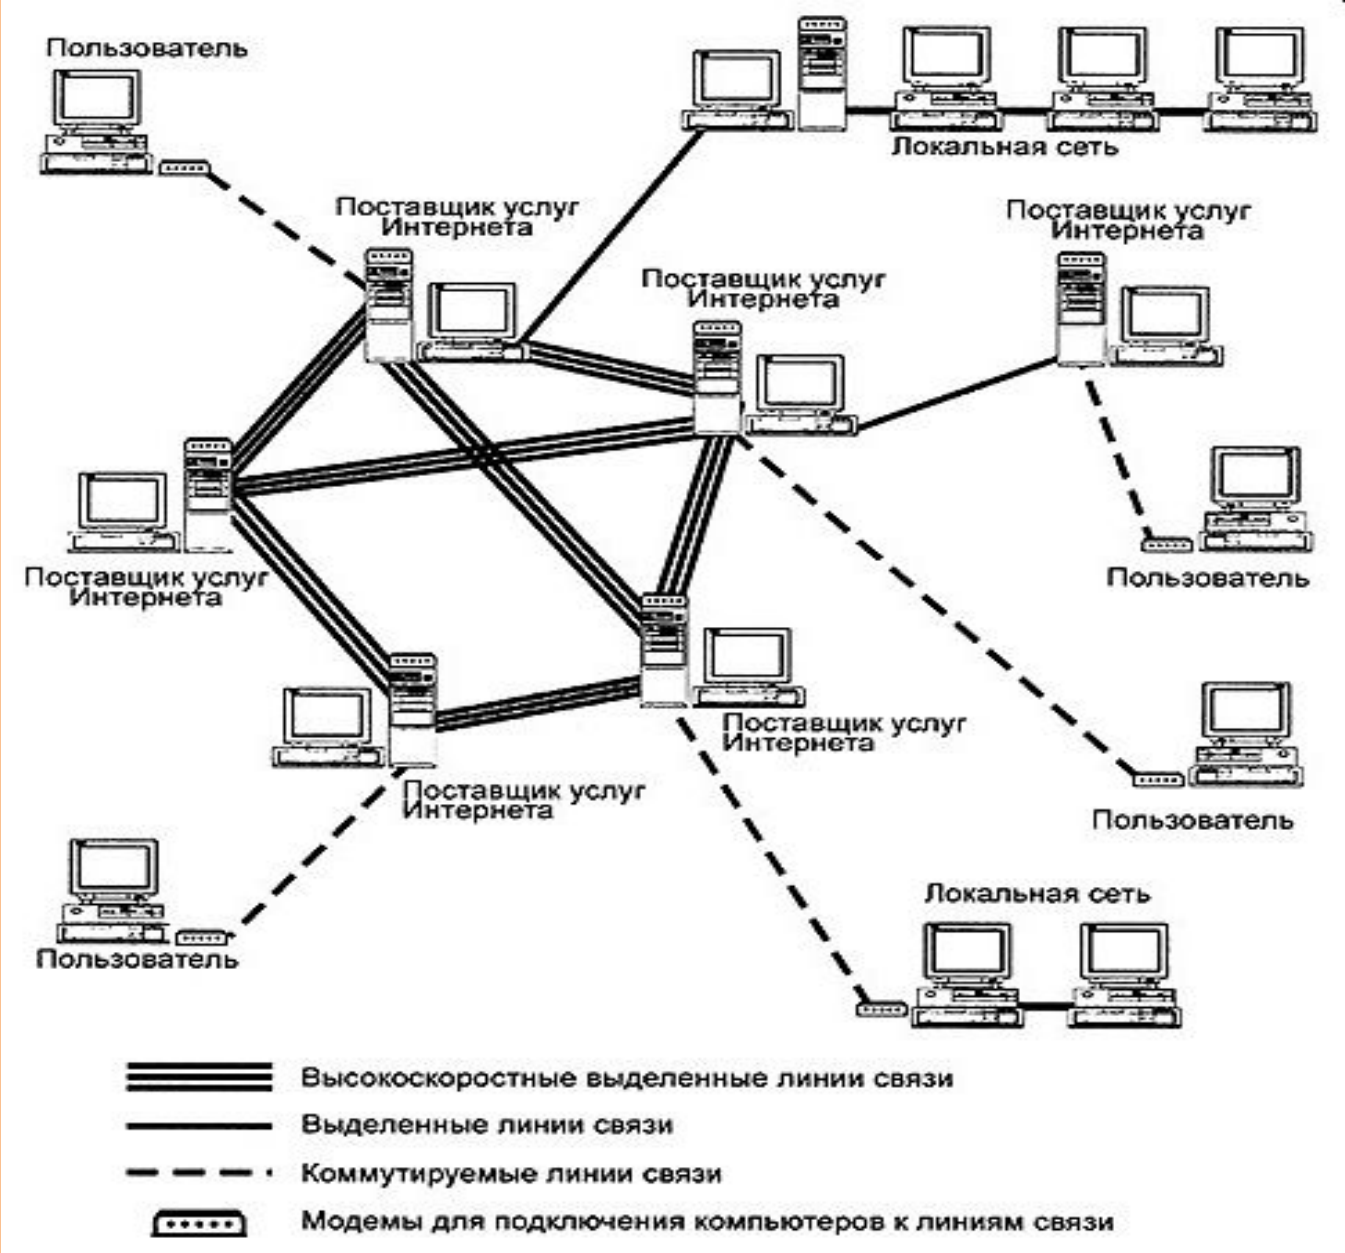 Пользователь
Локальная сеть
Поставщик услуг
Интернета
Поставщик услуг
Интернета
Поставщик услуг
Интернета
Поставщик услуг
Интернета
Пользователь
Поставщик услуг
Интернета
Поставщик услуг
Интернета
Пользователь
Локальная сеть
Пользователь
Высокоскоростные выделенные линии связи
Выделенные линии связи
Коммутируемые линии связи
Модемы для подключения компьютеров к линиям связи